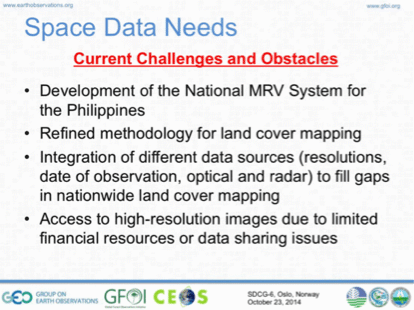 www.earthobservations.org
www.gfoi.org
Space Data Needs
Current Challenges and Obstacles
• Development of the National MRV System for
the Philippines
• Refined methodology for land cover mapping
• Integration of different data sources (resolutions,
date of observation, optical and radar) to fill gaps
in nationwide land cover mapping
• Access to high-resolution images due to limited
financial resources or data sharing issues
GEO GROUP ON
EARTH OBSERVATIONS
GFOI
CEOS
SDCG-6, Oslo, Norway
October 23, 2014